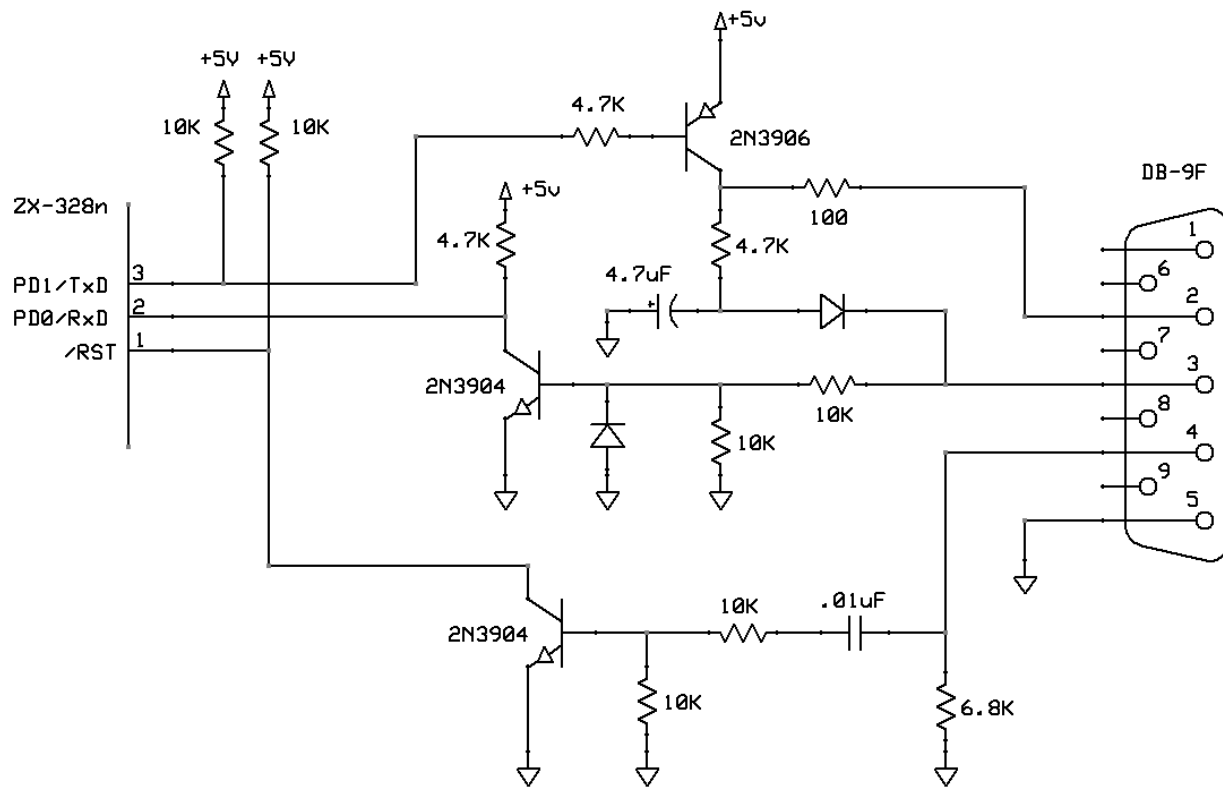 +5v
+5V +5V
4.7K
10K 10K
2N3906
DB-9F
ZX-328n
+5v
100
1
4.7K
4.7K
6
PD1/TxD 3
4.7uF
2
PD0/RxD 2
+
7
/RST 1
3
2N3904
10K
8
10K
4
9
5
10K .01uF
2N3904
10K
6.8K